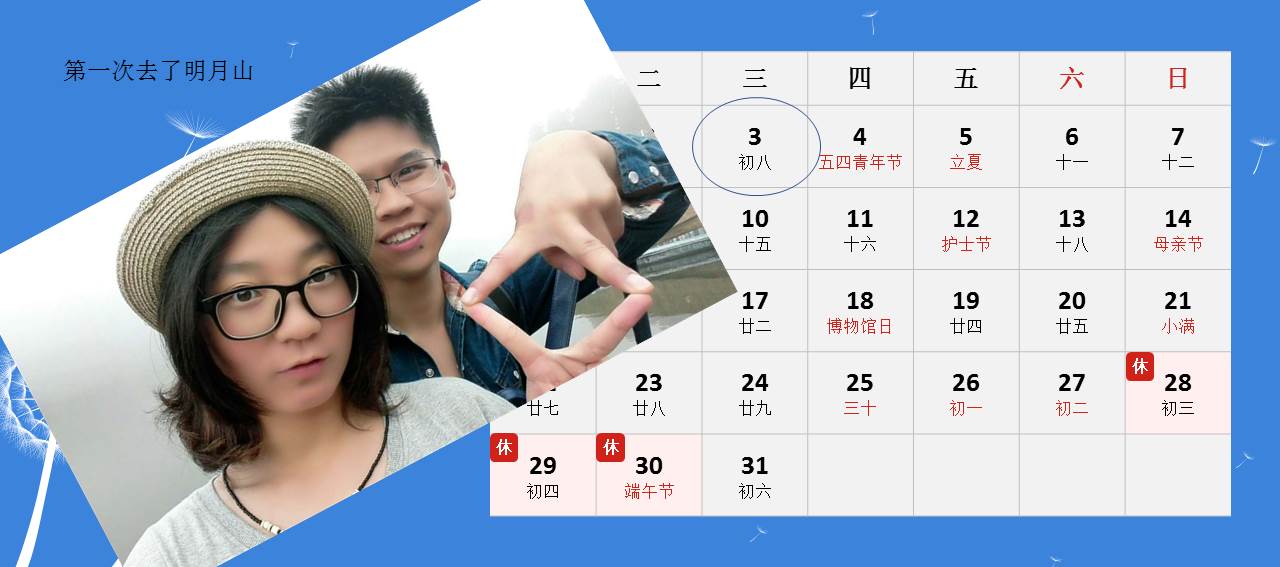 第一次去了明月山
二 三 四 五 六 日
3 4 5 6 7
初八 五四青年节 立夏 十一 十二
10 11 12 13 14
十五 十六 护士节 十八 母亲节
17 18 19 20 21
廿二 博物馆日 廿四 廿五 小满
休
23 24 25 26 27 28
廿七 廿八 廿九 三十 初一 初二 初三
休 休
29 30 31
初四 端午节 初六